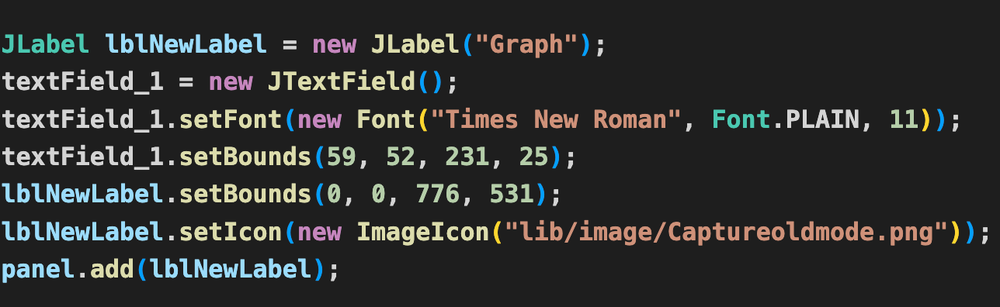 JLabel lblNewLabel = new JLabel("Graph");
textField_1 = new JTextField();
textField_1.setFont(new Font("Times New Roman", Font.PLAIN, 11));
textField_1.setBounds(59, 52, 231, 25);
lblNewLabel.setBounds(0, 0, 776, 531);
lblNewLabel.setIcon(new ImageIcon("lib/image/Captureoldmode.png"));
panel.add(lblNewLabel);